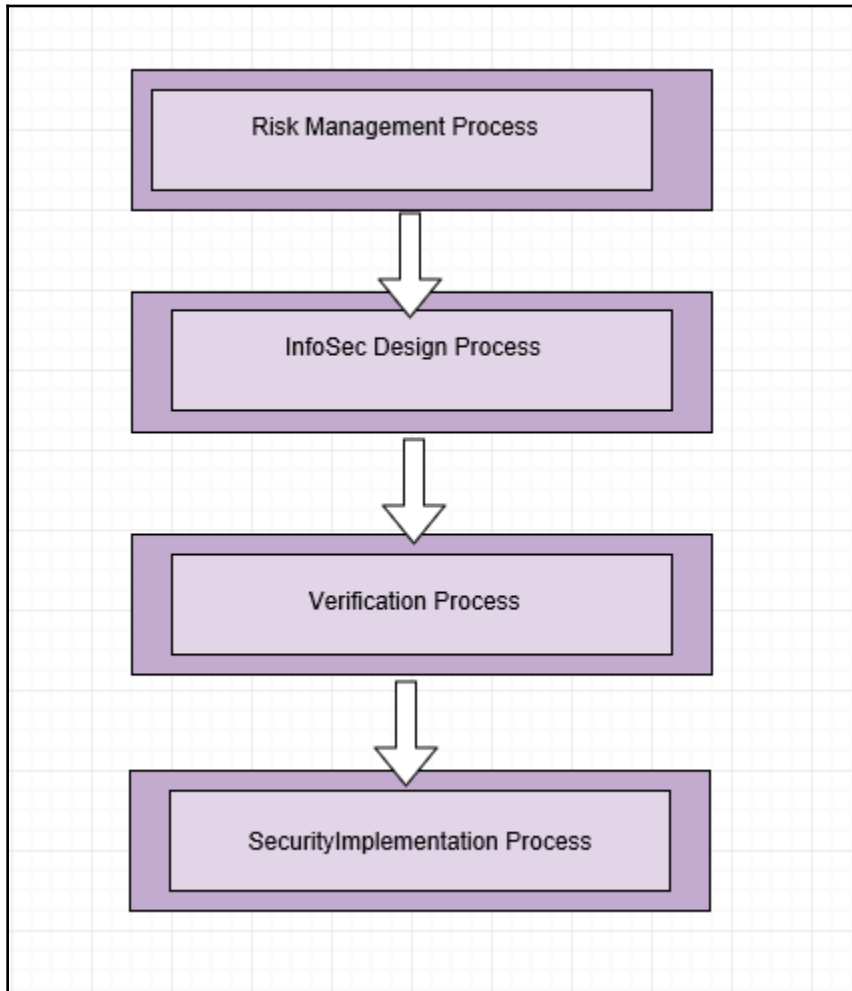 Risk Management Process
InfoSec Design Process
Verification Process
SecurityImplementation Process